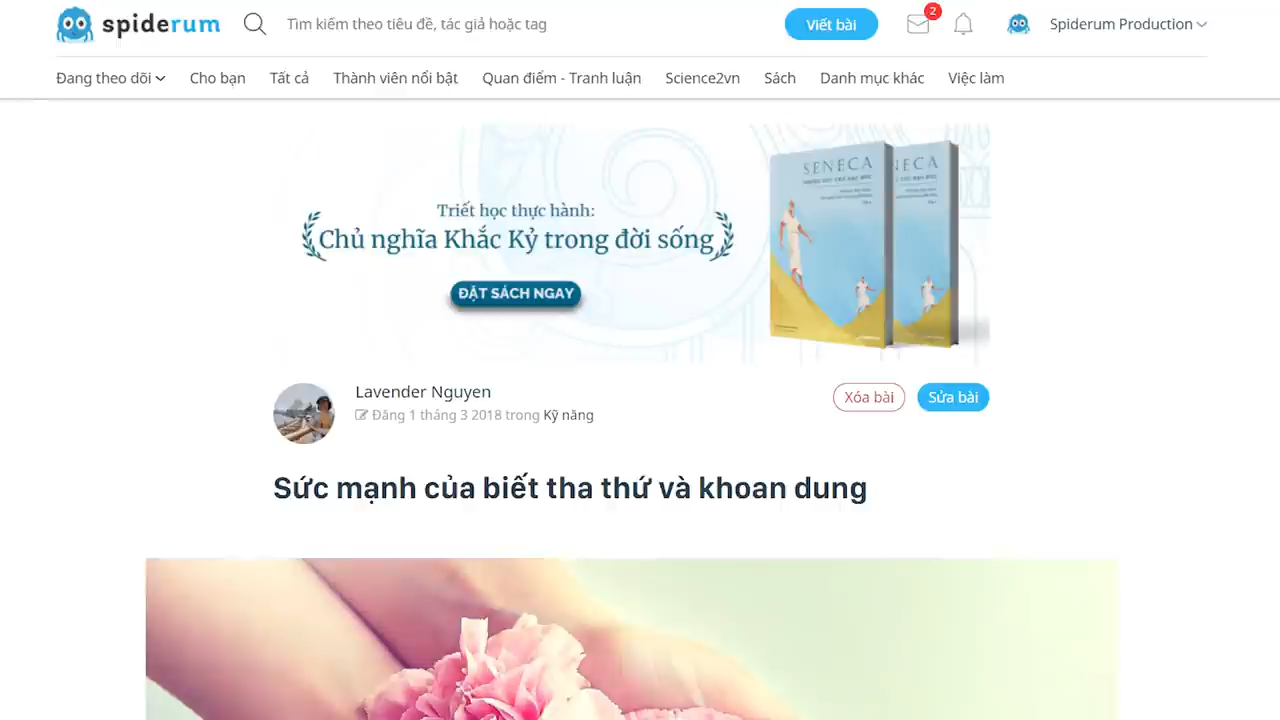 spiderum
Tìm kiếm theo tiêu đề, tác giả hoặc tag
Viết bài
2
Spiderum Production
Đang theo dõi
Cho bạn
Tất cả
Thành viên nổi bật
Quan điểm - Tranh luận
Science2vn
Sách
Danh mục khác
Việc làm
Triết học thực hành:
Chủ nghĩa Khắc Kỷ trong đời sống
ĐẶT SÁCH NGAY
SENECA
NECA
Lavender Nguyen
Đăng 1 tháng 3 2018 trong Kỹ năng
Xóa bài
Sửa bài
Sức mạnh của biết tha thứ và khoan dung